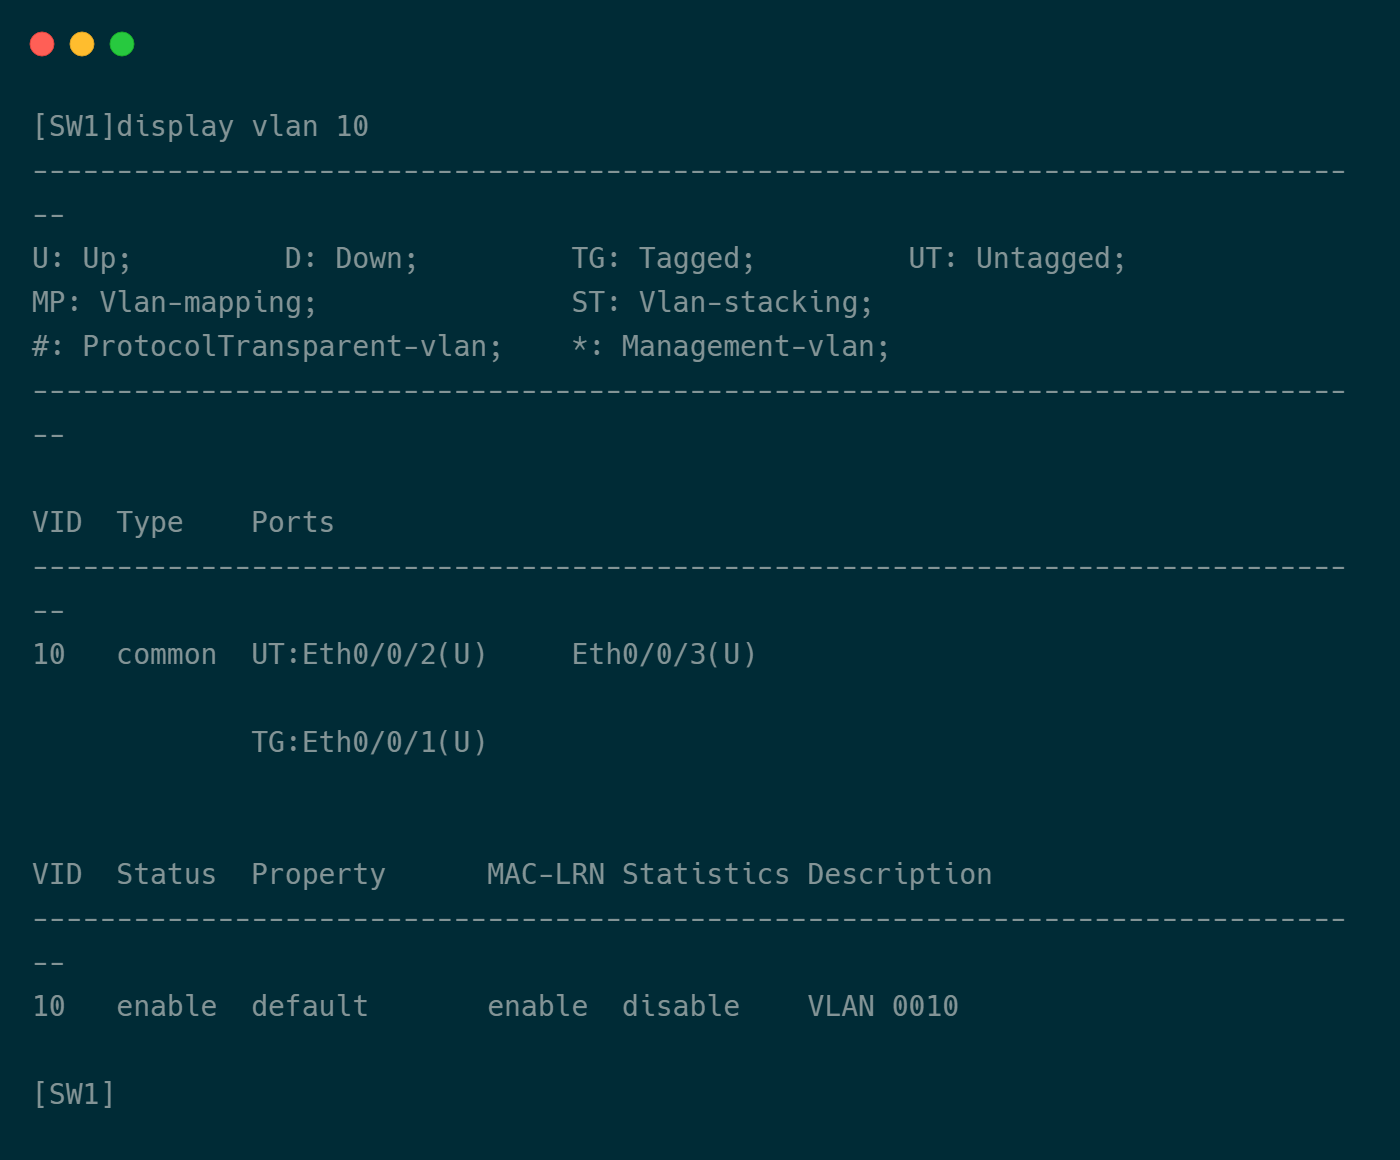 [SW1]display vlan 10
------------------------------------------------------------------------------
--
U: Up;         D: Down;         TG: Tagged;         UT: Untagged;
MP: Vlan-mapping;               ST: Vlan-stacking;
#: ProtocolTransparent-vlan;    *: Management-vlan;
------------------------------------------------------------------------------
--
VID  Type    Ports
------------------------------------------------------------------------------
--
10   common  UT:Eth0/0/2(U)     Eth0/0/3(U)
             TG:Eth0/0/1(U)
VID  Status  Property      MAC-LRN Statistics Description
------------------------------------------------------------------------------
--
10   enable  default       enable  disable    VLAN 0010
[SW1]